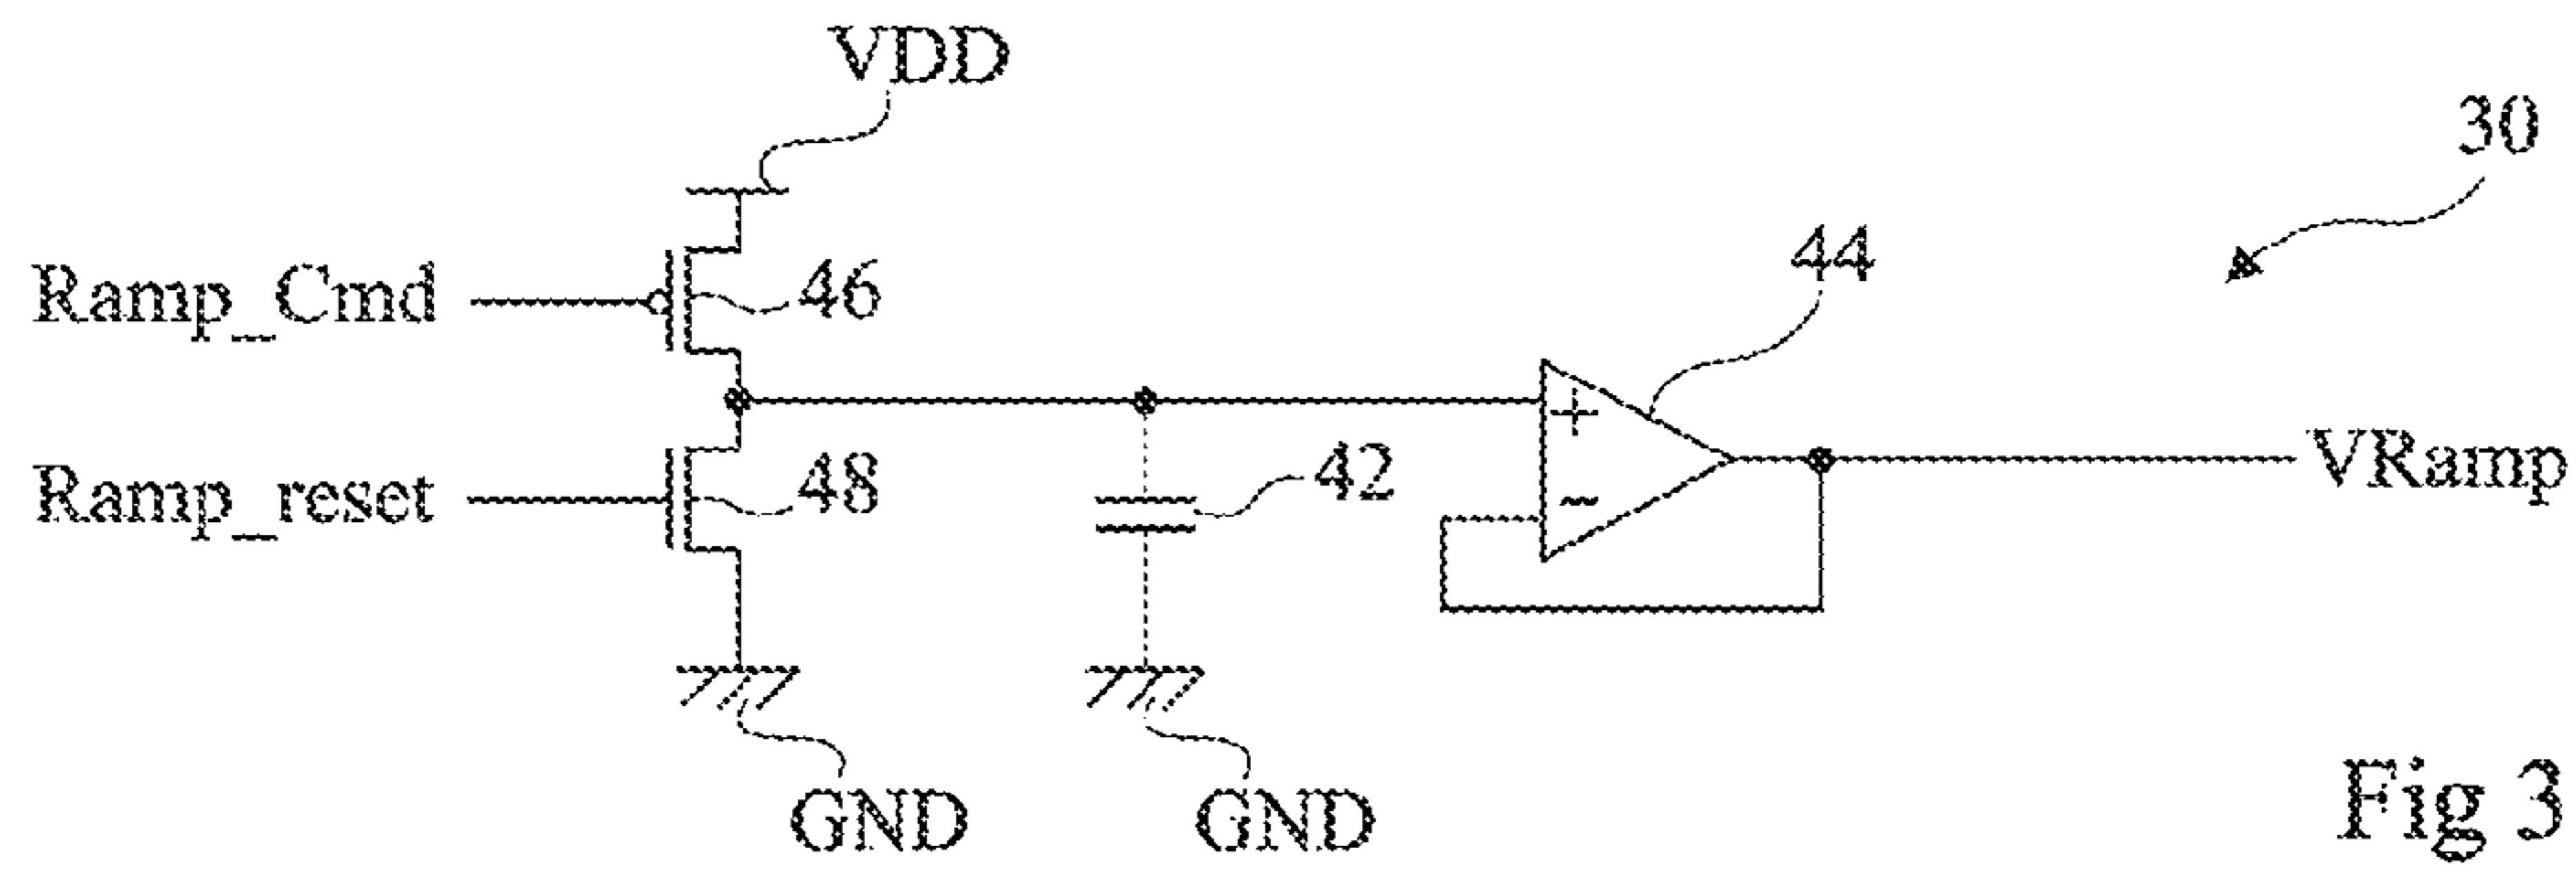 VDD
30
Ramp_Cmd
46
44
+
Ramp_reset
48
42
−
VRamp
GND
GND
Fig 3